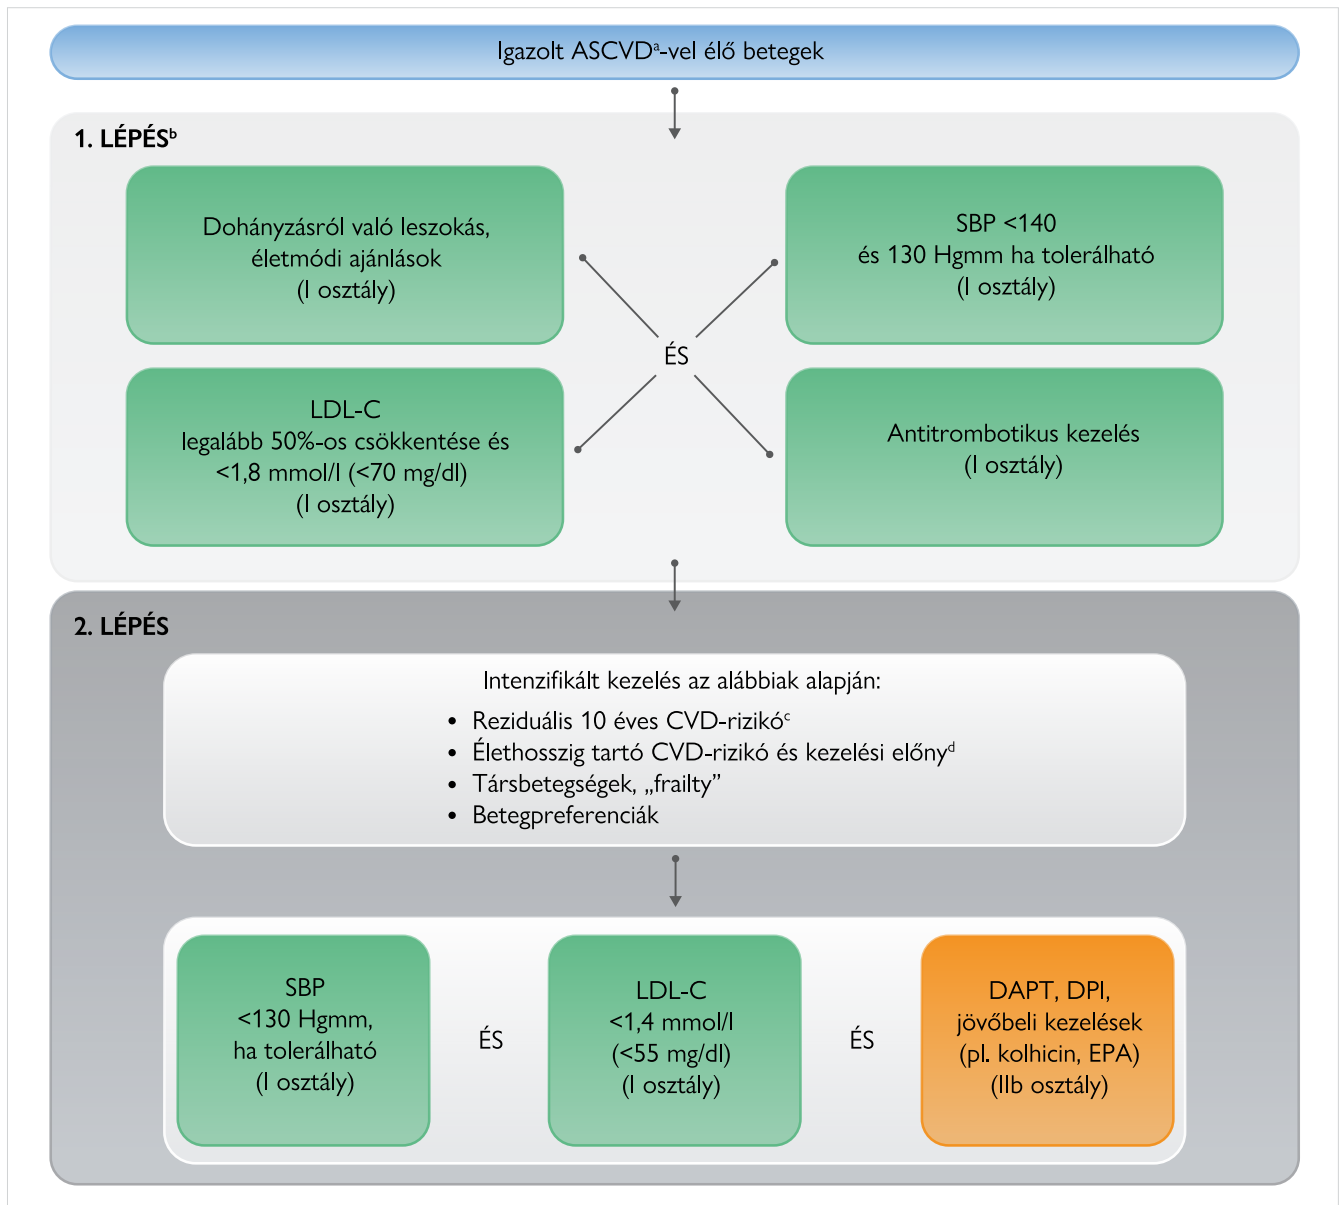 Igazolt ASCVDᵃ-vel élő betegek
1. LÉPÉSᵇ
Dohányzásról való leszokás,
életmódi ajánlások
(I osztály)
SBP <140
és 130 Hgmm ha tolerálható
(I osztály)
ÉS
LDL-C
legalább 50%-os csökkentése és
<1,8 mmol/l (<70 mg/dl)
(I osztály)
Antitrombotikus kezelés
(I osztály)
2. LÉPÉS
Intenzifikált kezelés az alábbiak alapján:
• Reziduális 10 éves CVD-rizikóᶜ
• Élethosszig tartó CVD-rizikó és kezelési előnyᵈ
• Társbetegségek, „frailty”
• Betegpreferenciák
SBP
<130 Hgmm,
ha tolerálható
(I osztály)
ÉS
LDL-C
<1,4 mmol/l
(<55 mg/dl)
(I osztály)
ÉS
DAPT, DPI,
jövőbeli kezelések
(pl. kolhicin, EPA)
(IIb osztály)